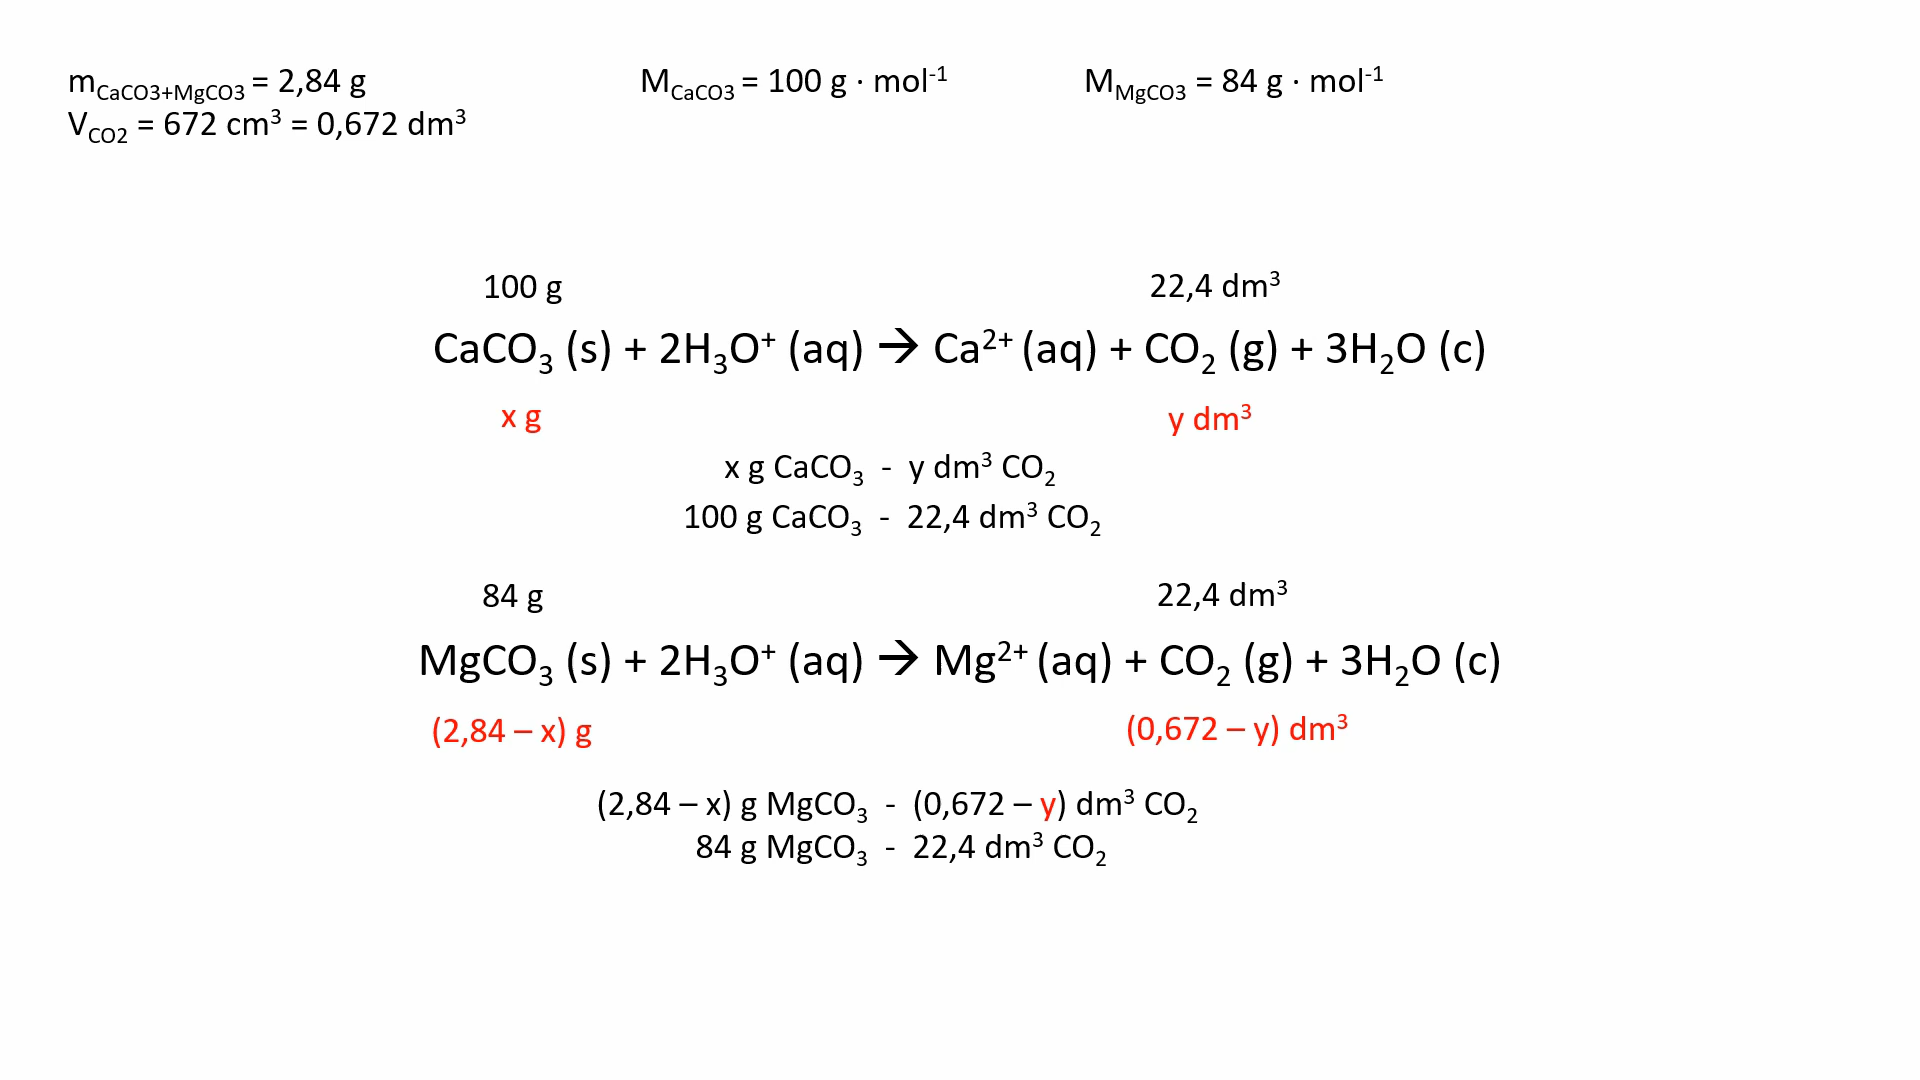 m_CaCO3+MgCO3 = 2,84 g M_CaCO3 = 100 g · mol⁻¹ M_MgCO3 = 84 g · mol⁻¹
V_CO2 = 672 cm³ = 0,672 dm³
100 g 22,4 dm³
CaCO₃ (s) + 2H₃O⁺ (aq) → Ca²⁺ (aq) + CO₂ (g) + 3H₂O (c)
x g y dm³
x g CaCO₃ - y dm³ CO₂
100 g CaCO₃ - 22,4 dm³ CO₂
84 g 22,4 dm³
MgCO₃ (s) + 2H₃O⁺ (aq) → Mg²⁺ (aq) + CO₂ (g) + 3H₂O (c)
(2,84 – x) g (0,672 – y) dm³
(2,84 – x) g MgCO₃ - (0,672 – y) dm³ CO₂
84 g MgCO₃ - 22,4 dm³ CO₂